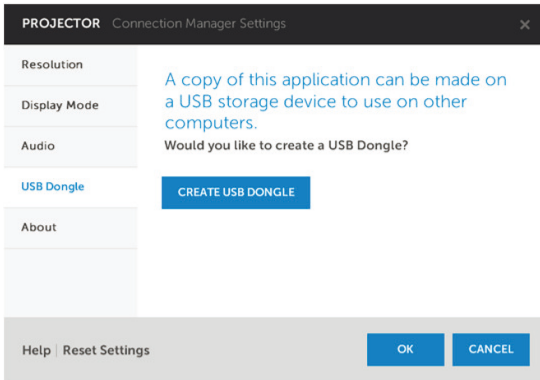 PROJECTOR Connection Manager Settings
Resolution
Display Mode
Audio
USB Dongle
About
A copy of this application can be made on
a USB storage device to use on other
computers.
Would you like to create a USB Dongle?
CREATE USB DONGLE
Help | Reset Settings
OK
CANCEL